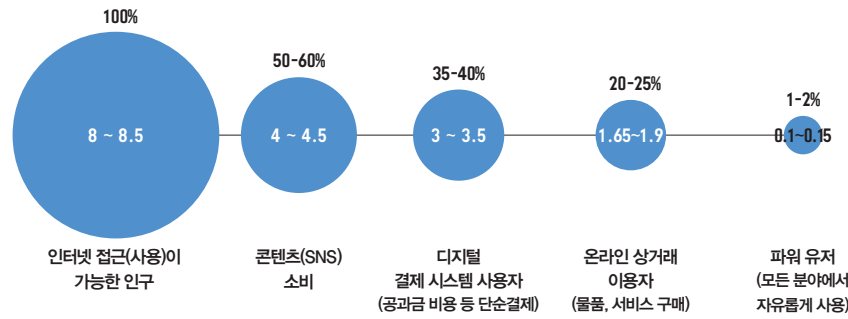 100%
50-60%
35-40%
20-25%
1-2%
8 ~ 8.5
4 ~ 4.5
3 ~ 3.5
1.65~1.9
0.1~0.15
인터넷 접근(사용)이
가능한 인구
콘텐츠(SNS)
소비
디지털
결제 시스템 사용자
(공과금 비용 등 단순결제)
온라인 상거래
이용자
(물품, 서비스 구매)
파워 유저
(모든 분야에서
자유롭게 사용)